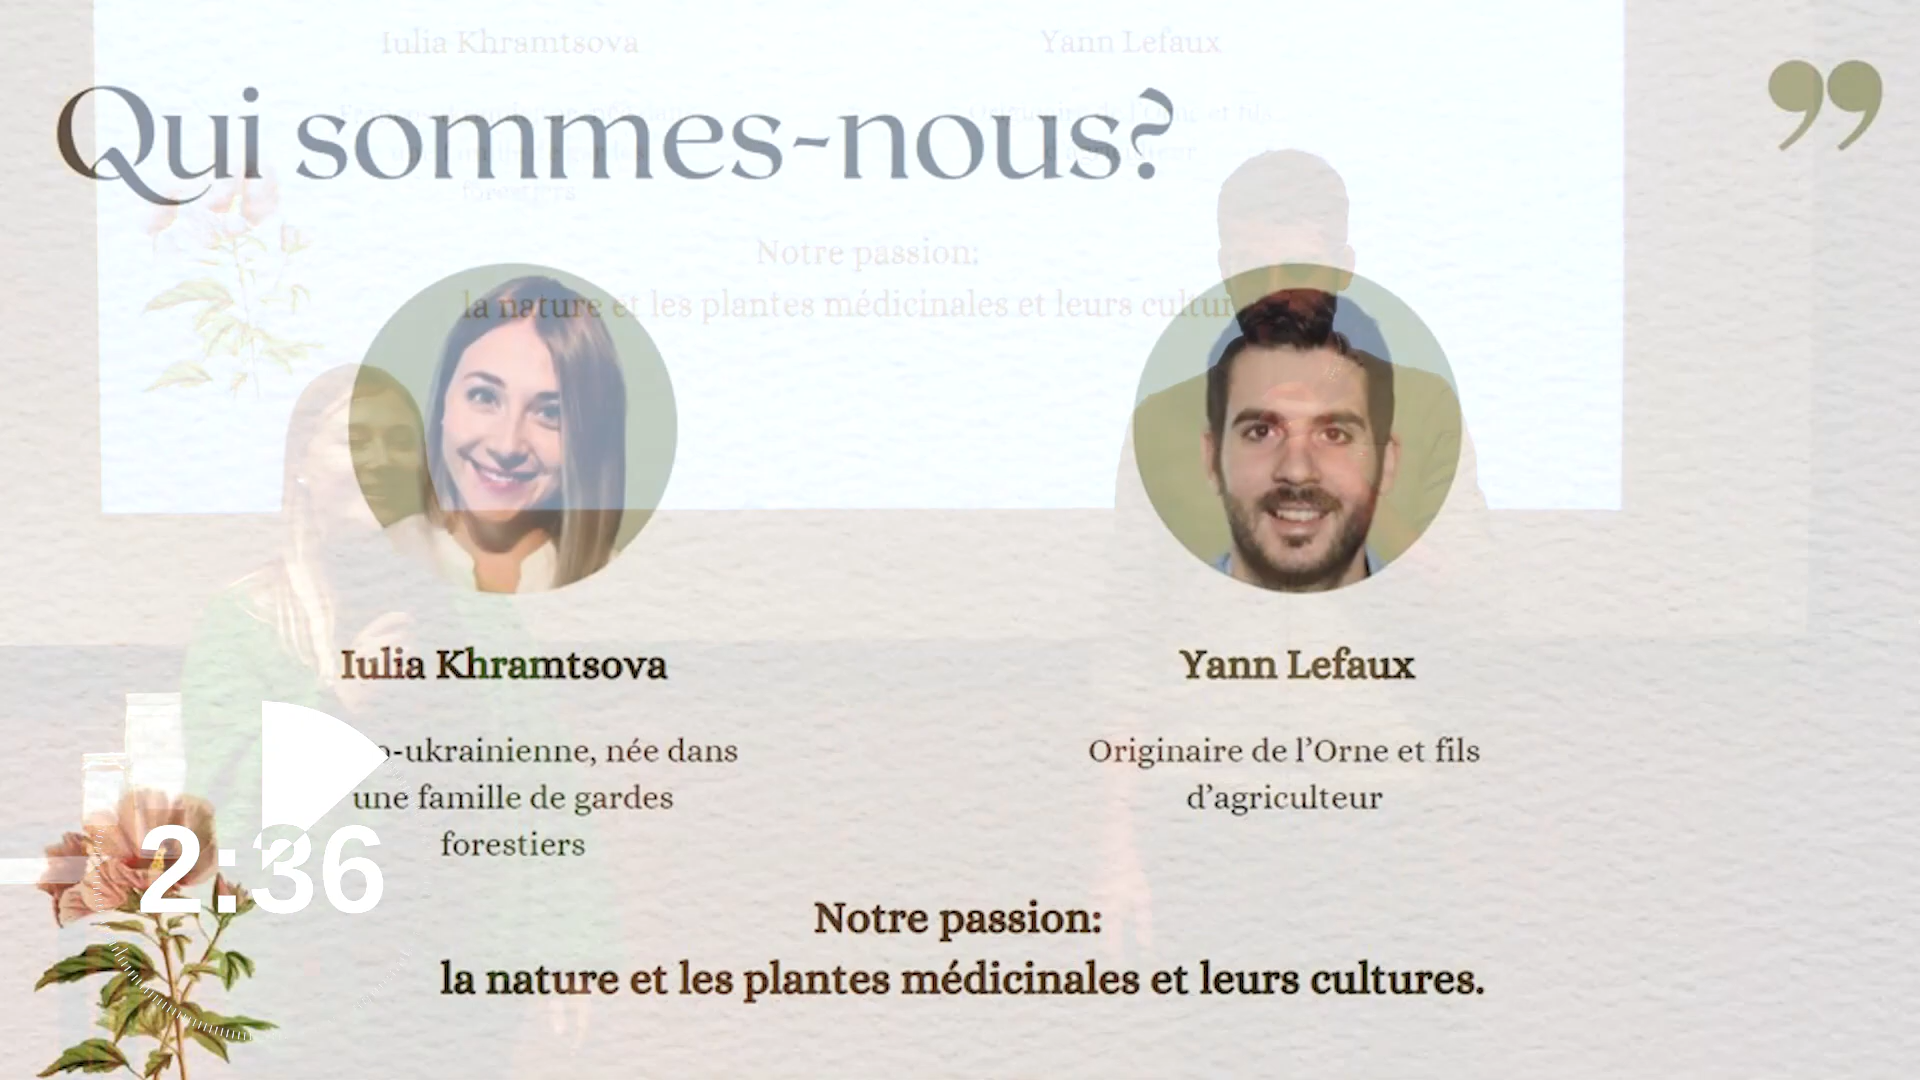 Iulia Khramtsova
Yann Lefaux
Qui sommes-nous?
”
forestiers
Notre passion:
la nature et les plantes médicinales et leurs
Iulia Khramtsova
Yann Lefaux
-ukrainienne, née dans
une famille de gardes
forestiers
Originaire de l’Orne et fils
d’agriculteur
2:36
Notre passion:
la nature et les plantes médicinales et leurs cultures.